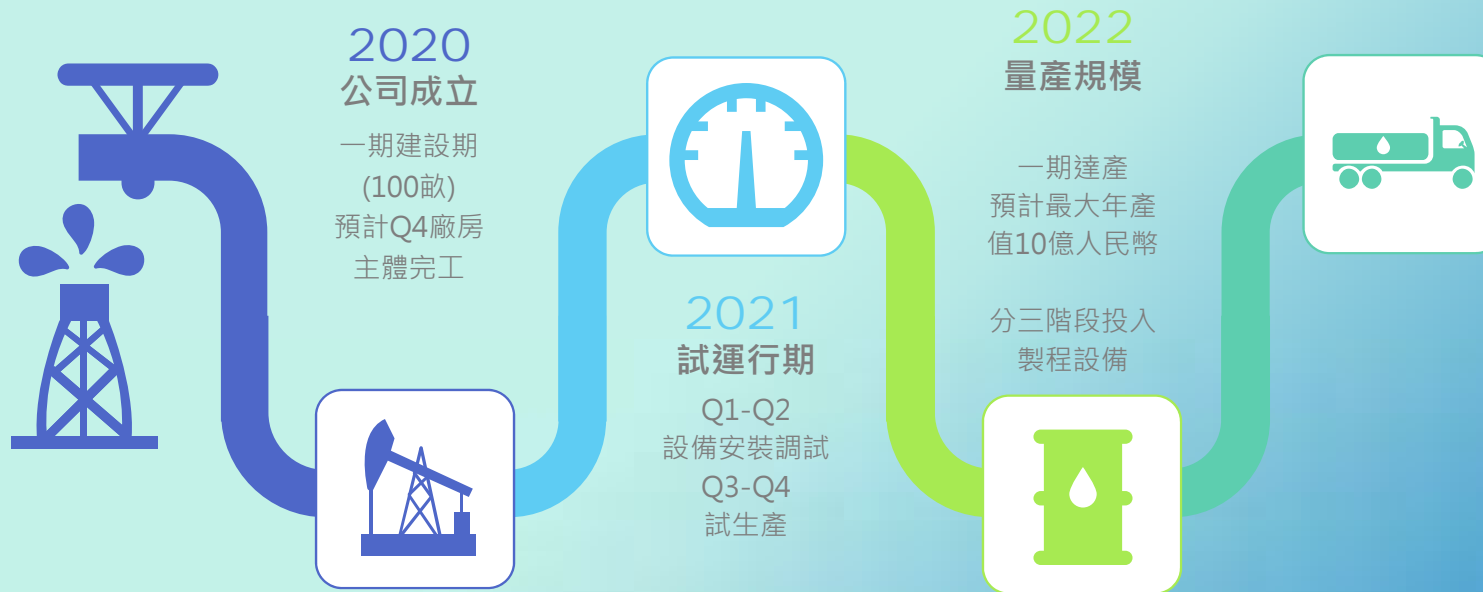 2020
公司成立
一期建設期
(100畝)
預計Q4廠房
主體完工
2021
試運行期
Q1-Q2
設備安裝調試
Q3-Q4
試生產
2022
量產規模
一期達產
預計最大年產
值10億人民幣
分三階段投入
製程設備